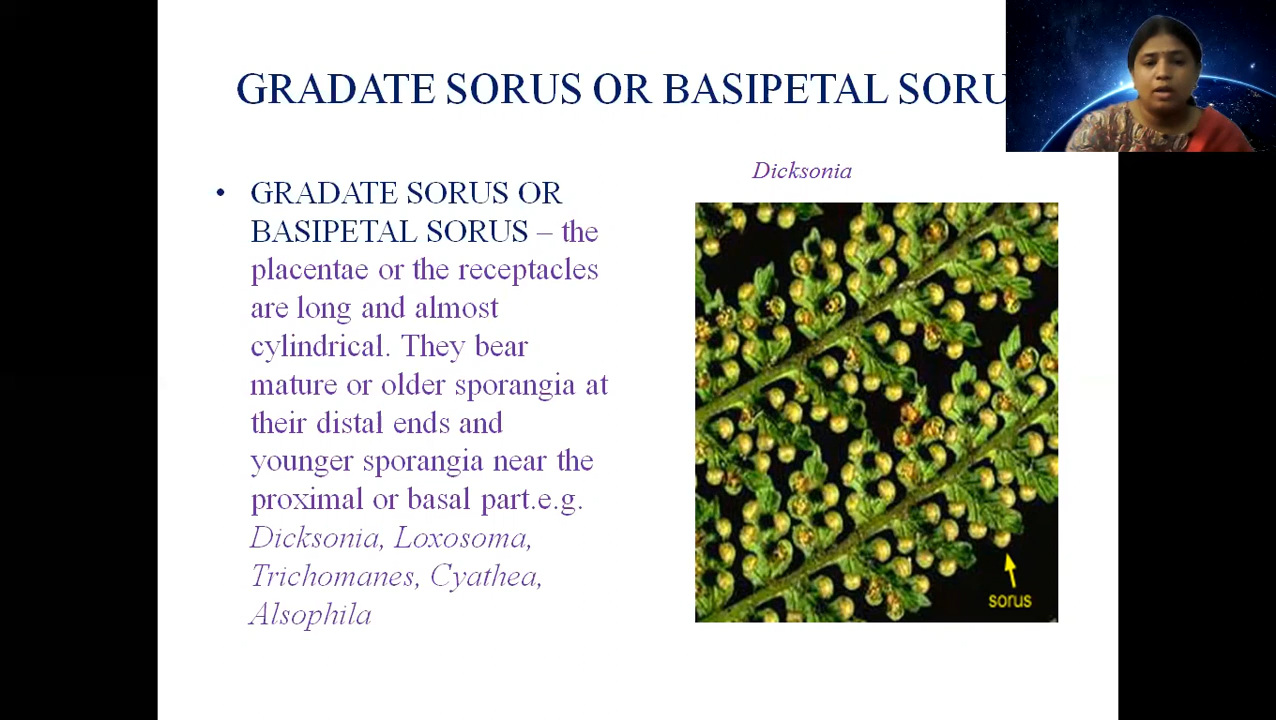 GRADATE SORUS OR BASIPETAL SORU
• GRADATE SORUS OR
BASIPETAL SORUS – the
placentae or the receptacles
are long and almost
cylindrical. They bear
mature or older sporangia at
their distal ends and
younger sporangia near the
proximal or basal part.e.g.
Dicksonia, Loxosoma,
Trichomanes, Cyathea,
Alsophila
Dicksonia
sorus